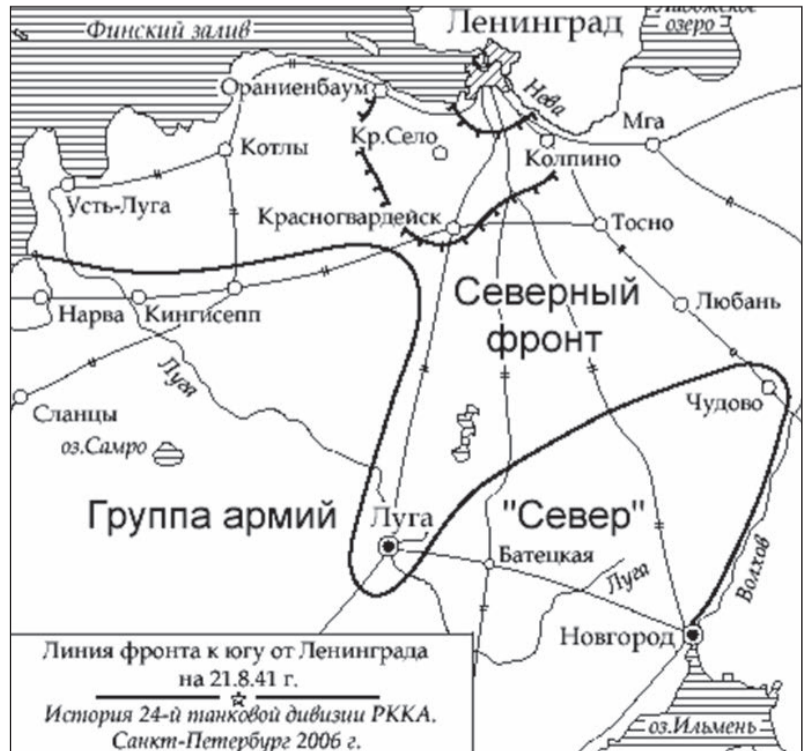 Финский залив
Ленинград
Ладожское
озеро
Ораниенбаум
Нева
Мга
Кр.Село
Котлы
Колпино
Усть-Луга
Красногвардейск
Тосно
Северный
фронт
Любань
Нарва
Кингисепп
Луга
Сланцы
Чудово
оз.Самро
Группа армий
Луга
"Север"
Батецкая
Луга
Волхов
Новгород
оз.Ильмень
Линия фронта к югу от Ленинграда
на 21.8.41 г.
История 24-й танковой дивизии РККА.
Санкт-Петербург 2006 г.